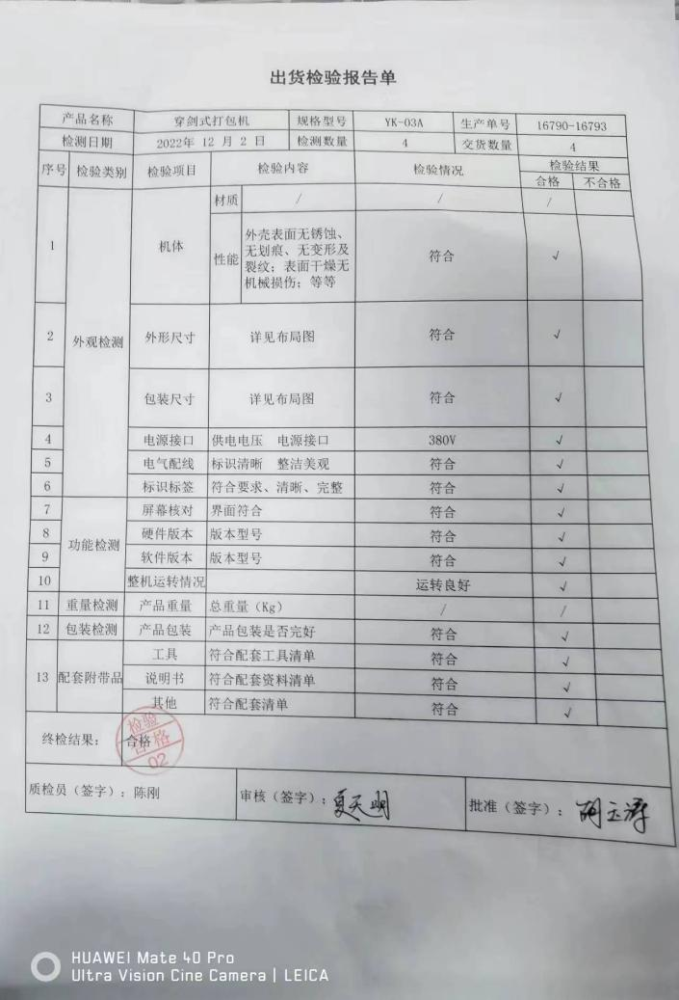 出货检验报告单
产品名称 穿剑式打包机 规格型号 YK-03A 生产单号 16790-16793
检测日期 2022年 12 月 2 日 检测数量 4 交货数量 4
序号 检验类别 检验项目 检验内容 检验情况 检验结果
合格 不合格
材质 / / /
1 机体 性能 外壳表面无锈蚀、
无划痕、无变形及
裂纹；表面干燥无
机械损伤；等等
符合 √
2 外观检测 外形尺寸 详见布局图 符合 √
3 包装尺寸 详见布局图 符合 √
4 电源接口 供电电压 电源接口 380V √
5 电气配线 标识清晰 整洁美观 符合 √
6 标识标签 符合要求、清晰、完整 符合 √
7 屏幕核对 界面符合 符合 √
8 功能检测 硬件版本 版本型号 符合 √
9 软件版本 版本型号 符合 √
10 整机运转情况 运转良好 √
11 重量检测 产品重量 总重量（Kg） / /
12 包装检测 产品包装 产品包装是否完好 符合 √
工具 符合配套工具清单 符合 √
13 配套附带品 说明书 符合配套资料清单 符合 √
其他 符合配套清单 符合 √
终检结果： 合格
检验
合格
02
质检员（签字）：陈刚 审核（签字）：夏天明 批准（签字）：胡玉涛
HUAWEI Mate 40 Pro
Ultra Vision Cine Camera | LEICA